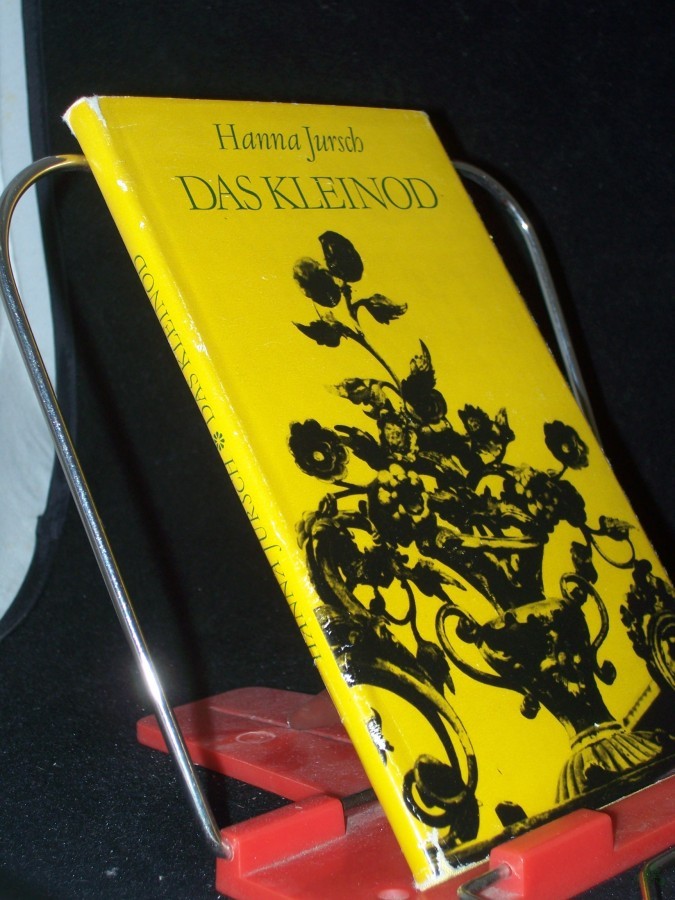 Hanna Jursch
DAS KLEINOD
HANNA JURSCH * DAS KLEINOD